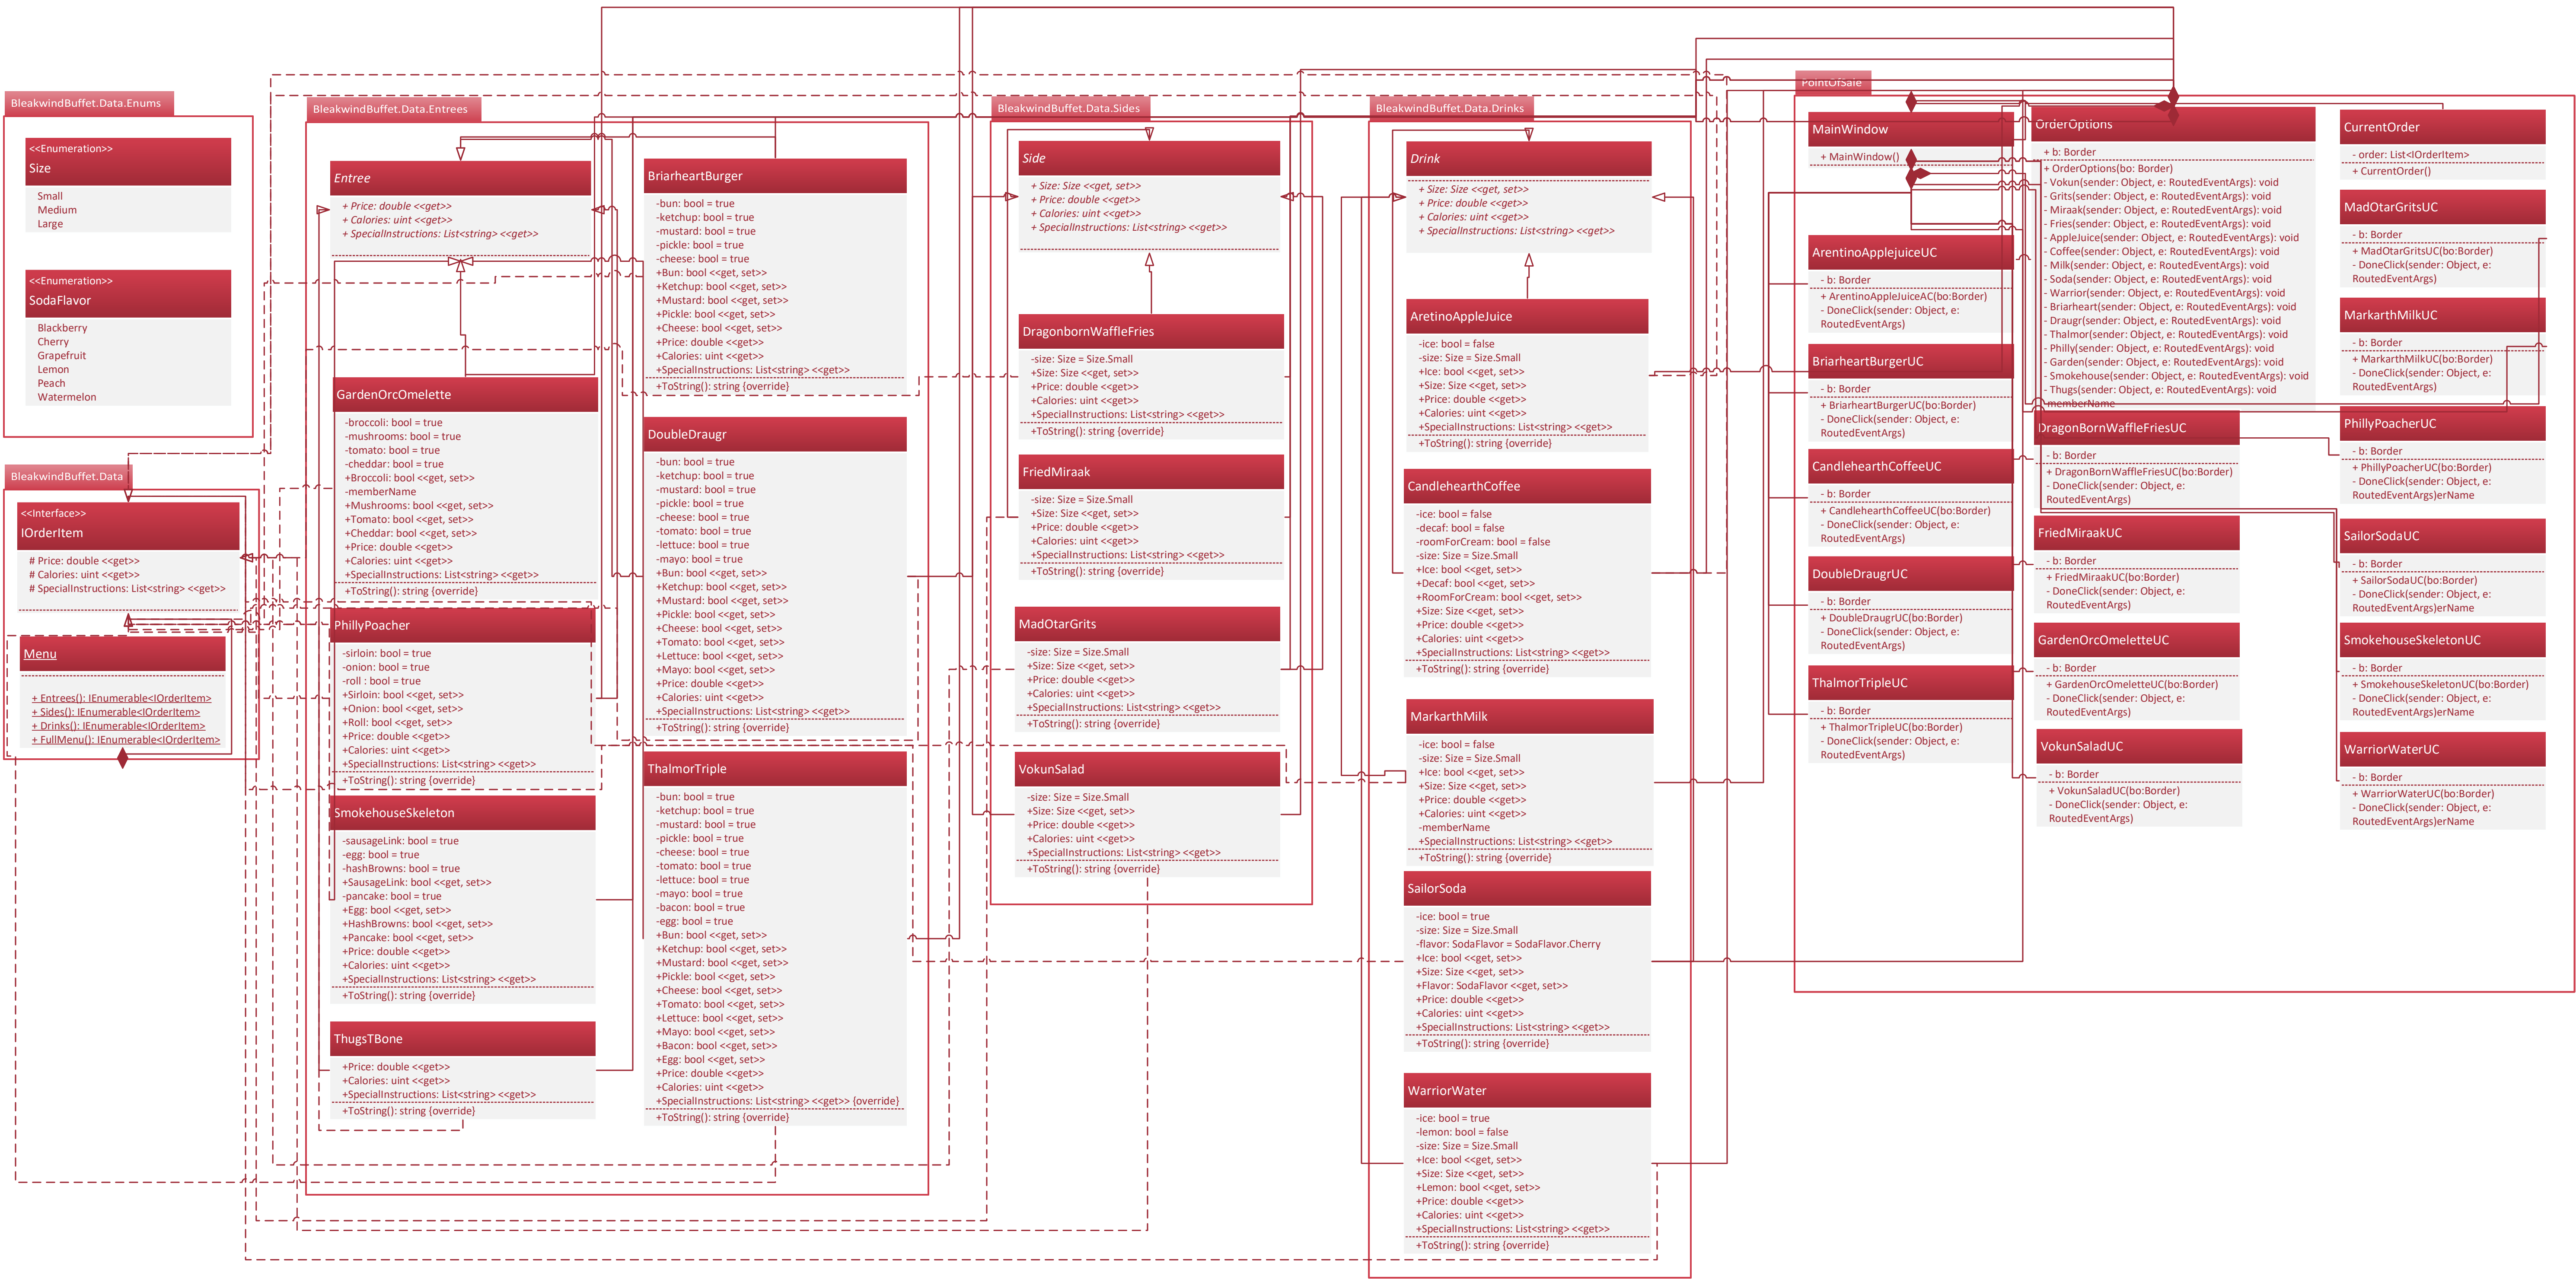 BleakwindBuffet.Data.Enums
<<Enumeration>>
Size
Small
Medium
Large
<<Enumeration>>
SodaFlavor
Blackberry
Cherry
Grapefruit
Lemon
Peach
Watermelon
BleakwindBuffet.Data
<<Interface>>
IOrderItem
# Price: double <<get>>
# Calories: uint <<get>>
# SpecialInstructions: List<string> <<get>>
Menu
+ Entrees(): IEnumerable<IOrderItem>
+ Sides(): IEnumerable<IOrderItem>
+ Drinks(): IEnumerable<IOrderItem>
+ FullMenu(): IEnumerable<IOrderItem>
BleakwindBuffet.Data.Entrees
Entree
+ Price: double <<get>>
+ Calories: uint <<get>>
+ SpecialInstructions: List<string> <<get>>
GardenOrcOmelette
-broccoli: bool = true
-mushrooms: bool = true
-tomato: bool = true
-cheddar: bool = true
+Broccoli: bool <<get, set>>
-memberName
+Mushrooms: bool <<get, set>>
+Tomato: bool <<get, set>>
+Cheddar: bool <<get, set>>
+Price: double <<get>>
+Calories: uint <<get>>
+SpecialInstructions: List<string> <<get>>
+ToString(): string {override}
PhillyPoacher
-sirloin: bool = true
-onion: bool = true
-roll : bool = true
+Sirloin: bool <<get, set>>
+Onion: bool <<get, set>>
+Roll: bool <<get, set>>
+Price: double <<get>>
+Calories: uint <<get>>
+SpecialInstructions: List<string> <<get>>
+ToString(): string {override}
SmokehouseSkeleton
-sausageLink: bool = true
-egg: bool = true
-hashBrowns: bool = true
+SausageLink: bool <<get, set>>
-pancake: bool = true
+Egg: bool <<get, set>>
+HashBrowns: bool <<get, set>>
+Pancake: bool <<get, set>>
+Price: double <<get>>
+Calories: uint <<get>>
+SpecialInstructions: List<string> <<get>>
+ToString(): string {override}
ThugsTBone
+Price: double <<get>>
+Calories: uint <<get>>
+SpecialInstructions: List<string> <<get>>
+ToString(): string {override}
BriarheartBurger
-bun: bool = true
-ketchup: bool = true
-mustard: bool = true
-pickle: bool = true
-cheese: bool = true
+Bun: bool <<get, set>>
+Ketchup: bool <<get, set>>
+Mustard: bool <<get, set>>
+Pickle: bool <<get, set>>
+Cheese: bool <<get, set>>
+Price: double <<get>>
+Calories: uint <<get>>
+SpecialInstructions: List<string> <<get>>
+ToString(): string {override}
DoubleDraugr
-bun: bool = true
-ketchup: bool = true
-mustard: bool = true
-pickle: bool = true
-cheese: bool = true
-tomato: bool = true
-lettuce: bool = true
-mayo: bool = true
+Bun: bool <<get, set>>
+Ketchup: bool <<get, set>>
+Mustard: bool <<get, set>>
+Pickle: bool <<get, set>>
+Cheese: bool <<get, set>>
+Tomato: bool <<get, set>>
+Lettuce: bool <<get, set>>
+Mayo: bool <<get, set>>
+Price: double <<get>>
+Calories: uint <<get>>
+SpecialInstructions: List<string> <<get>>
+ToString(): string {override}
ThalmorTriple
-bun: bool = true
-ketchup: bool = true
-mustard: bool = true
-pickle: bool = true
-cheese: bool = true
-tomato: bool = true
-lettuce: bool = true
-mayo: bool = true
-bacon: bool = true
-egg: bool = true
+Bun: bool <<get, set>>
+Ketchup: bool <<get, set>>
+Mustard: bool <<get, set>>
+Pickle: bool <<get, set>>
+Cheese: bool <<get, set>>
+Tomato: bool <<get, set>>
+Lettuce: bool <<get, set>>
+Mayo: bool <<get, set>>
+Bacon: bool <<get, set>>
+Egg: bool <<get, set>>
+Price: double <<get>>
+Calories: uint <<get>>
+SpecialInstructions: List<string> <<get>> {override}
+ToString(): string {override}
BleakwindBuffet.Data.Sides
Side
+ Size: Size <<get, set>>
+ Price: double <<get>>
+ Calories: uint <<get>>
+ SpecialInstructions: List<string> <<get>>
DragonbornWaffleFries
-size: Size = Size.Small
+Size: Size <<get, set>>
+Price: double <<get>>
+Calories: uint <<get>>
+SpecialInstructions: List<string> <<get>>
+ToString(): string {override}
FriedMiraak
-size: Size = Size.Small
+Size: Size <<get, set>>
+Price: double <<get>>
+Calories: uint <<get>>
+SpecialInstructions: List<string> <<get>>
+ToString(): string {override}
MadOtarGrits
-size: Size = Size.Small
+Size: Size <<get, set>>
+Price: double <<get>>
+Calories: uint <<get>>
+SpecialInstructions: List<string> <<get>>
+ToString(): string {override}
VokunSalad
-size: Size = Size.Small
+Size: Size <<get, set>>
+Price: double <<get>>
+Calories: uint <<get>>
+SpecialInstructions: List<string> <<get>>
+ToString(): string {override}
BleakwindBuffet.Data.Drinks
Drink
+ Size: Size <<get, set>>
+ Price: double <<get>>
+ Calories: uint <<get>>
+ SpecialInstructions: List<string> <<get>>
AretinoAppleJuice
-ice: bool = false
-size: Size = Size.Small
+Ice: bool <<get, set>>
+Size: Size <<get, set>>
+Price: double <<get>>
+Calories: uint <<get>>
+SpecialInstructions: List<string> <<get>>
+ToString(): string {override}
CandlehearthCoffee
-ice: bool = false
-decaf: bool = false
-roomForCream: bool = false
-size: Size = Size.Small
+Ice: bool <<get, set>>
+Decaf: bool <<get, set>>
+RoomForCream: bool <<get, set>>
+Size: Size <<get, set>>
+Price: double <<get>>
+Calories: uint <<get>>
+SpecialInstructions: List<string> <<get>>
+ToString(): string {override}
MarkarthMilk
-ice: bool = false
-size: Size = Size.Small
+Ice: bool <<get, set>>
+Size: Size <<get, set>>
+Price: double <<get>>
+Calories: uint <<get>>
-memberName
+SpecialInstructions: List<string> <<get>>
+ToString(): string {override}
SailorSoda
-ice: bool = true
-size: Size = Size.Small
-flavor: SodaFlavor = SodaFlavor.Cherry
+Ice: bool <<get, set>>
+Size: Size <<get, set>>
+Flavor: SodaFlavor <<get, set>>
+Price: double <<get>>
+Calories: uint <<get>>
+SpecialInstructions: List<string> <<get>>
+ToString(): string {override}
WarriorWater
-ice: bool = true
-lemon: bool = false
-size: Size = Size.Small
+Ice: bool <<get, set>>
+Size: Size <<get, set>>
+Lemon: bool <<get, set>>
+Price: double <<get>>
+Calories: uint <<get>>
+SpecialInstructions: List<string> <<get>>
+ToString(): string {override}
PointOfSale
MainWindow
+ MainWindow()
ArentinoApplejuiceUC
- b: Border
+ ArentinoAppleJuiceAC(bo:Border)
- DoneClick(sender: Object, e:
RoutedEventArgs)
BriarheartBurgerUC
- b: Border
+ BriarheartBurgerUC(bo:Border)
- DoneClick(sender: Object, e:
RoutedEventArgs)
CandlehearthCoffeeUC
- b: Border
+ CandlehearthCoffeeUC(bo:Border)
- DoneClick(sender: Object, e:
RoutedEventArgs)
DoubleDraugrUC
- b: Border
+ DoubleDraugrUC(bo:Border)
- DoneClick(sender: Object, e:
RoutedEventArgs)
ThalmorTripleUC
- b: Border
+ ThalmorTripleUC(bo:Border)
- DoneClick(sender: Object, e:
RoutedEventArgs)
OrderOptions
+ b: Border
+ OrderOptions(bo: Border)
- Vokun(sender: Object, e: RoutedEventArgs): void
- Grits(sender: Object, e: RoutedEventArgs): void
- Miraak(sender: Object, e: RoutedEventArgs): void
- Fries(sender: Object, e: RoutedEventArgs): void
- AppleJuice(sender: Object, e: RoutedEventArgs): void
- Coffee(sender: Object, e: RoutedEventArgs): void
- Milk(sender: Object, e: RoutedEventArgs): void
- Soda(sender: Object, e: RoutedEventArgs): void
- Warrior(sender: Object, e: RoutedEventArgs): void
- Briarheart(sender: Object, e: RoutedEventArgs): void
- Draugr(sender: Object, e: RoutedEventArgs): void
- Thalmor(sender: Object, e: RoutedEventArgs): void
- Philly(sender: Object, e: RoutedEventArgs): void
- Garden(sender: Object, e: RoutedEventArgs): void
- Smokehouse(sender: Object, e: RoutedEventArgs): void
- Thugs(sender: Object, e: RoutedEventArgs): void
-memberName
DragonBornWaffleFriesUC
- b: Border
+ DragonBornWaffleFriesUC(bo:Border)
- DoneClick(sender: Object, e:
RoutedEventArgs)
FriedMiraakUC
- b: Border
+ FriedMiraakUC(bo:Border)
- DoneClick(sender: Object, e:
RoutedEventArgs)
GardenOrcOmeletteUC
- b: Border
+ GardenOrcOmeletteUC(bo:Border)
- DoneClick(sender: Object, e:
RoutedEventArgs)
VokunSaladUC
- b: Border
+ VokunSaladUC(bo:Border)
- DoneClick(sender: Object, e:
RoutedEventArgs)
CurrentOrder
- order: List<IOrderItem>
+ CurrentOrder()
MadOtarGritsUC
- b: Border
+ MadOtarGritsUC(bo:Border)
- DoneClick(sender: Object, e:
RoutedEventArgs)
MarkarthMilkUC
- b: Border
+ MarkarthMilkUC(bo:Border)
- DoneClick(sender: Object, e:
RoutedEventArgs)
PhillyPoacherUC
- b: Border
+ PhillyPoacherUC(bo:Border)
- DoneClick(sender: Object, e:
RoutedEventArgs)erName
SailorSodaUC
- b: Border
+ SailorSodaUC(bo:Border)
- DoneClick(sender: Object, e:
RoutedEventArgs)erName
SmokehouseSkeletonUC
- b: Border
+ SmokehouseSkeletonUC(bo:Border)
- DoneClick(sender: Object, e:
RoutedEventArgs)erName
WarriorWaterUC
- b: Border
+ WarriorWaterUC(bo:Border)
- DoneClick(sender: Object, e:
RoutedEventArgs)erName